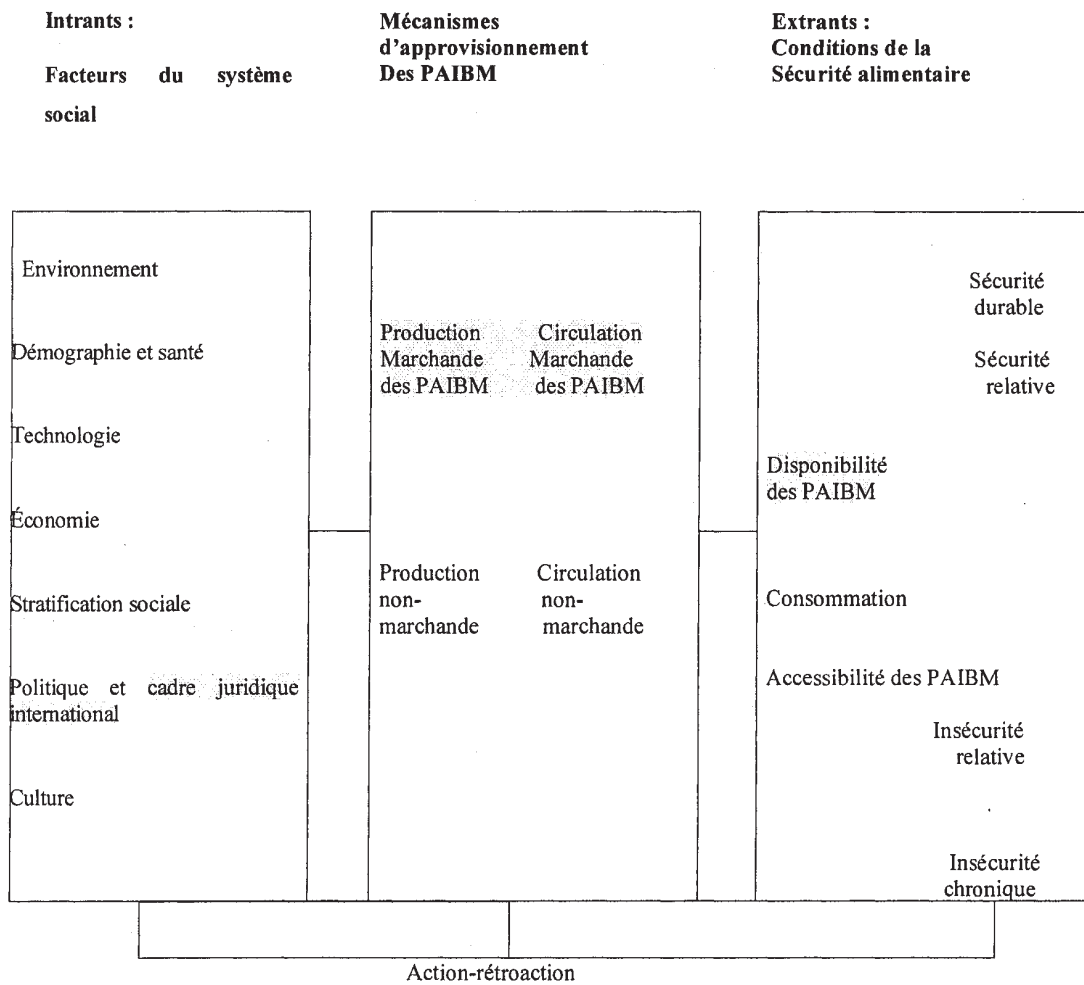 Intrants :
Facteurs du système
social
Mécanismes
d'approvisionnement
Des PAIBM
Extrants :
Conditions de la
Sécurité alimentaire
Environnement
Démographie et santé
Technologie
Économie
Stratification sociale
Politique et cadre juridique
international
Culture
Production
Marchande
des PAIBM
Circulation
Marchande
des PAIBM
Production
non-
marchande
Circulation
non-
marchande
Sécurité
durable
Sécurité
relative
Disponibilité
des PAIBM
Consommation
Accessibilité des PAIBM
Insécurité
relative
Insécurité
chronique
Action-rétroaction